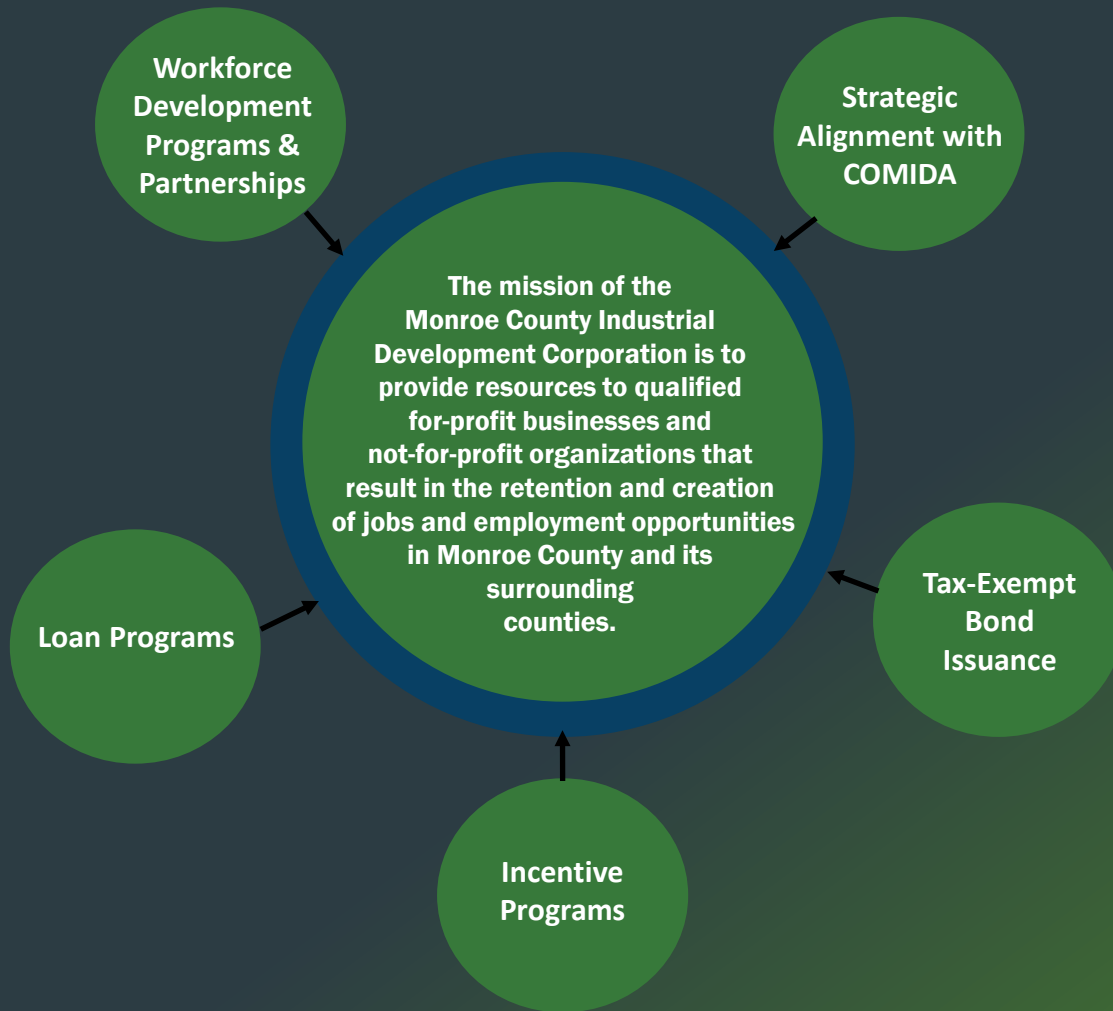 Workforce
Development
Programs &
Partnerships
Strategic
Alignment with
COMIDA
The mission of the
Monroe County Industrial
Development Corporation is to
provide resources to qualified
for-profit businesses and
not-for-profit organizations that
result in the retention and creation
of jobs and employment opportunities
in Monroe County and its
surrounding
counties.
Loan Programs
Tax-Exempt
Bond
Issuance
Incentive
Programs